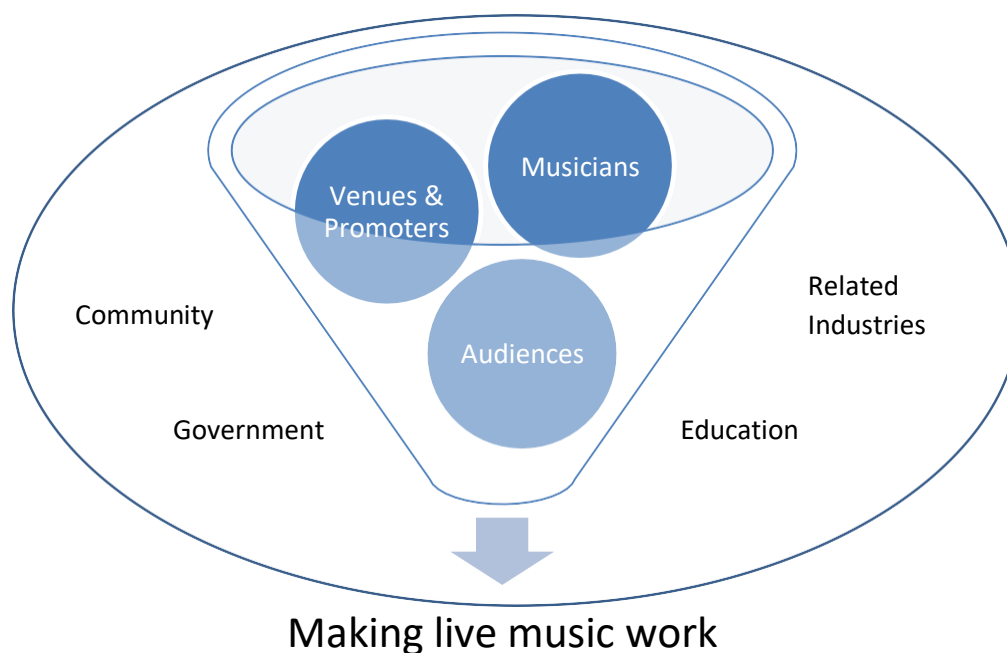 Musicians
Venues &
Promoters
Related
Industries
Community
Audiences
Government
Education
Making live music work